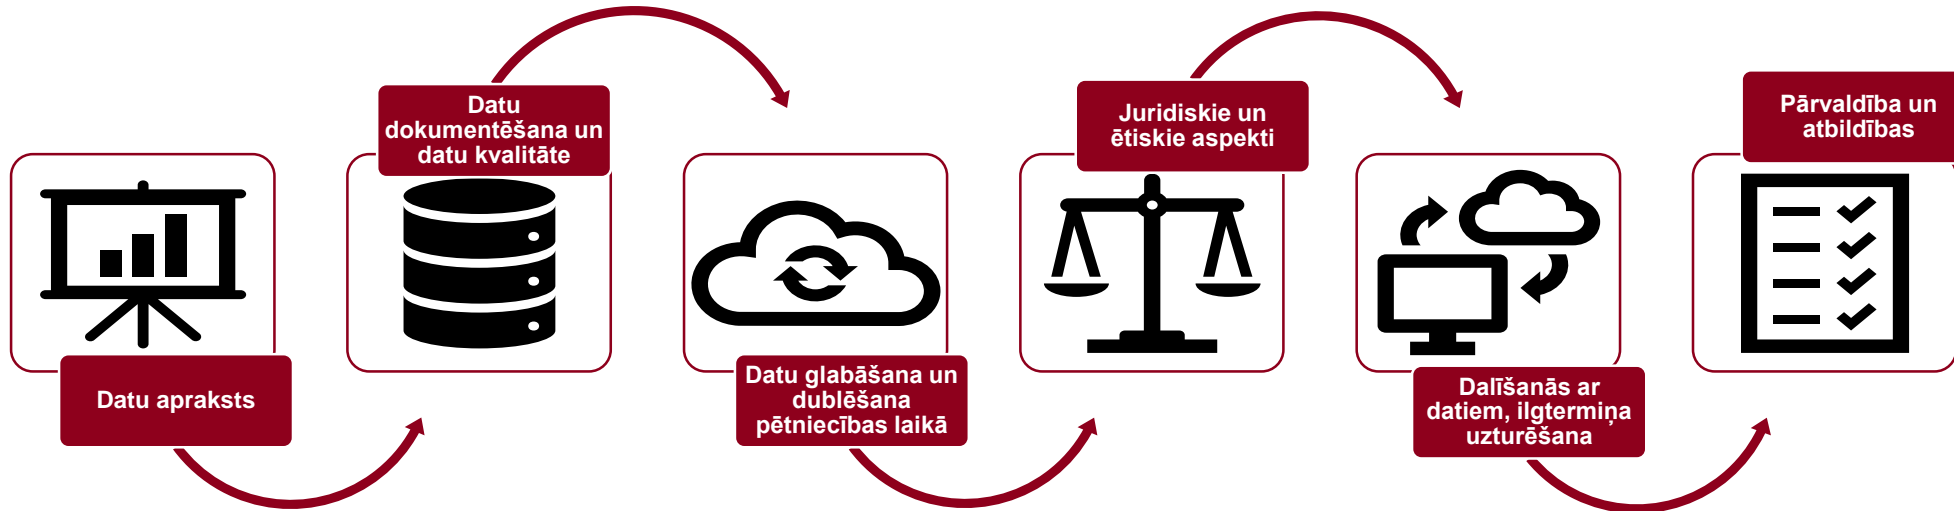 Datu apraksts
Datu
dokumentēšana un
datu kvalitāte
Datu glabāšana un
dublēšana
pētniecības laikā
Juridiskie un
ētiskie aspekti
Dalīšanās ar
datiem, ilgtermiņa
uzturēšana
Pārvaldība un
atbildības